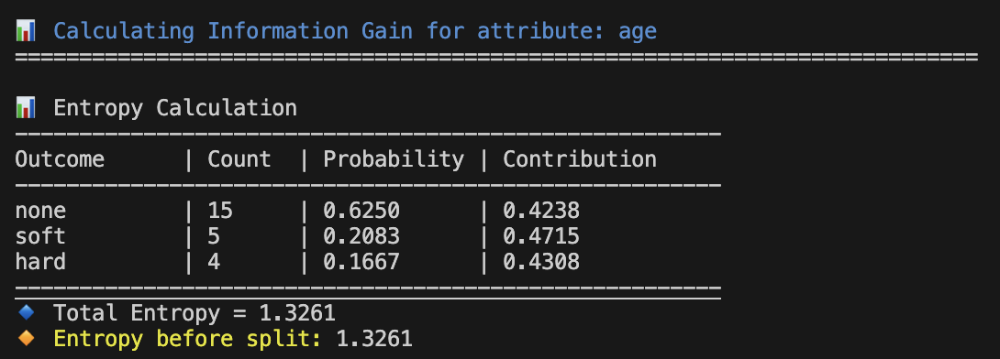 📊 Calculating Information Gain for attribute: age
===========================================================================
📊 Entropy Calculation
-------------------------------------------------------
Outcome | Count | Probability | Contribution
-------------------------------------------------------
none | 15 | 0.6250 | 0.4238
soft | 5 | 0.2083 | 0.4715
hard | 4 | 0.1667 | 0.4308
-------------------------------------------------------
🔹 Total Entropy = 1.3261
🔸 Entropy before split: 1.3261